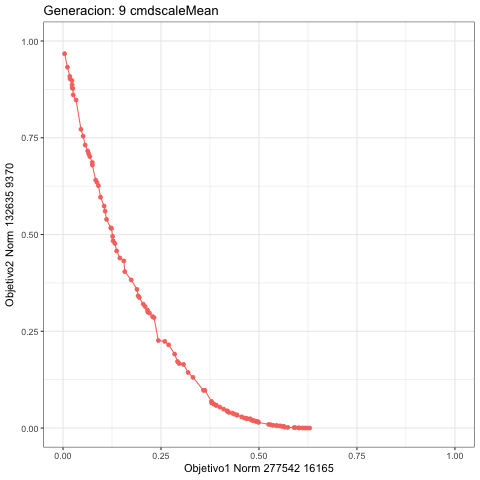 Generacion: 9 cmdscaleMean
1.00
0.75
0.50
0.25
0.00
Objetivo2 Norm 132635 9370
0.00 0.25 0.50 0.75 1.00
Objetivo1 Norm 277542 16165